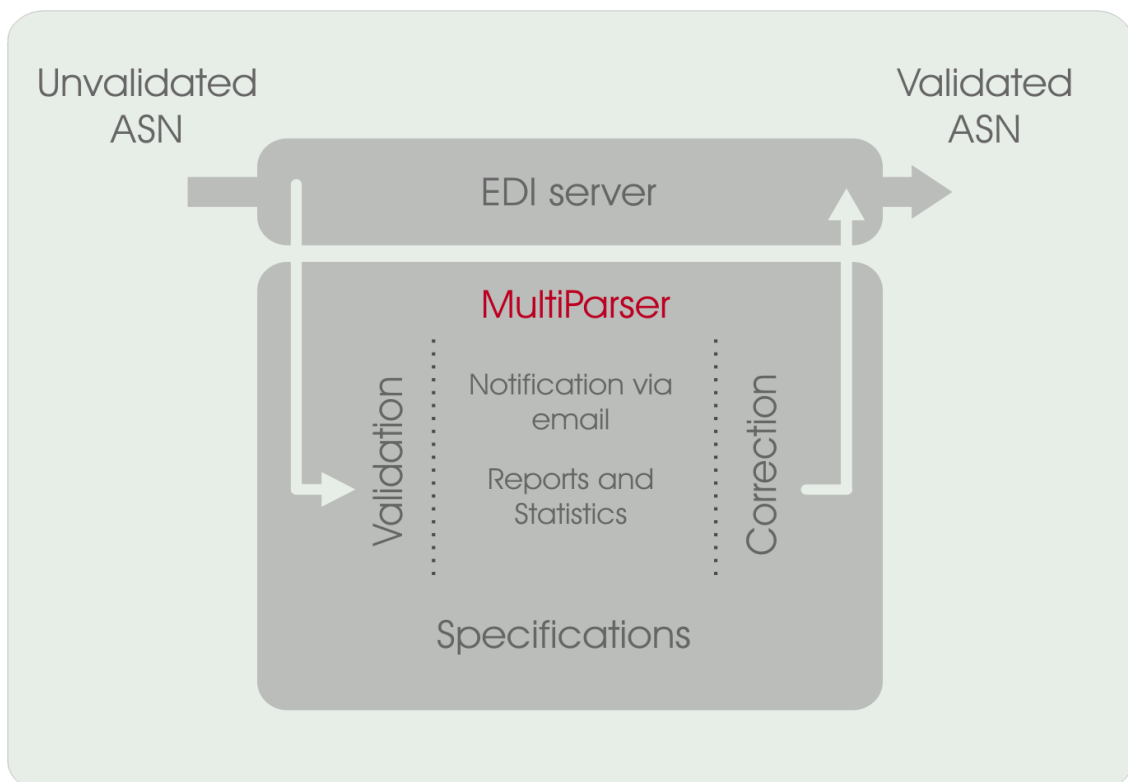 Unvalidated
ASN
Validated
ASN
EDI server
MultiParser
Validation
Notification via
email
Reports and
Statistics
Correction
Specifications